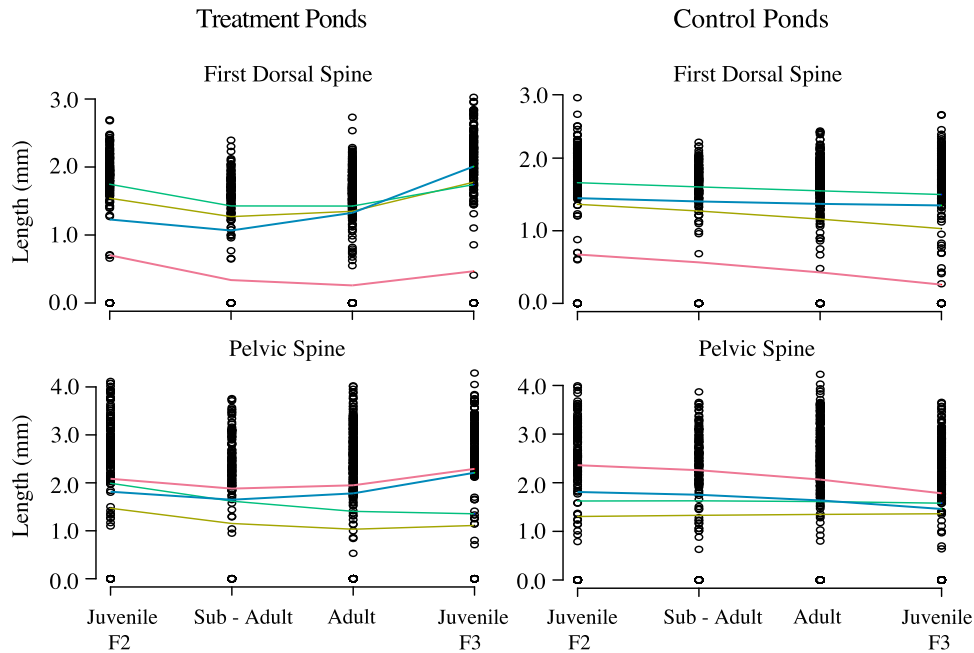 Treatment Ponds
Control Ponds
First Dorsal Spine
First Dorsal Spine
Length (mm)
3.0
2.0
1.0
0.0
3.0
2.0
1.0
0.0
Pelvic Spine
Pelvic Spine
Length (mm)
4.0
3.0
2.0
1.0
0.0
4.0
3.0
2.0
1.0
0.0
Juvenile
F2
Sub - Adult
Adult
Juvenile
F3
Juvenile
F2
Sub - Adult
Adult
Juvenile
F3